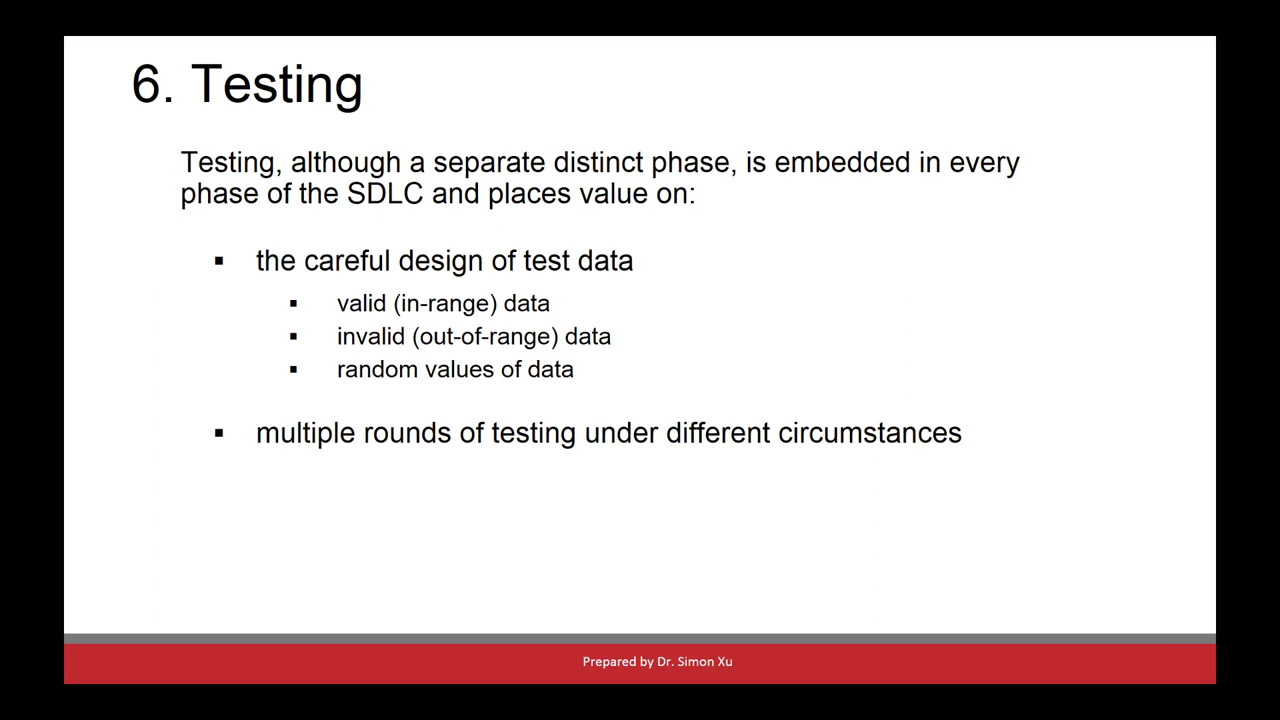 6. Testing
Testing, although a separate distinct phase, is embedded in every
phase of the SDLC and places value on:
▪ the careful design of test data
▪ valid (in-range) data
▪ invalid (out-of-range) data
▪ random values of data
▪ multiple rounds of testing under different circumstances
Prepared by Dr. Simon Xu